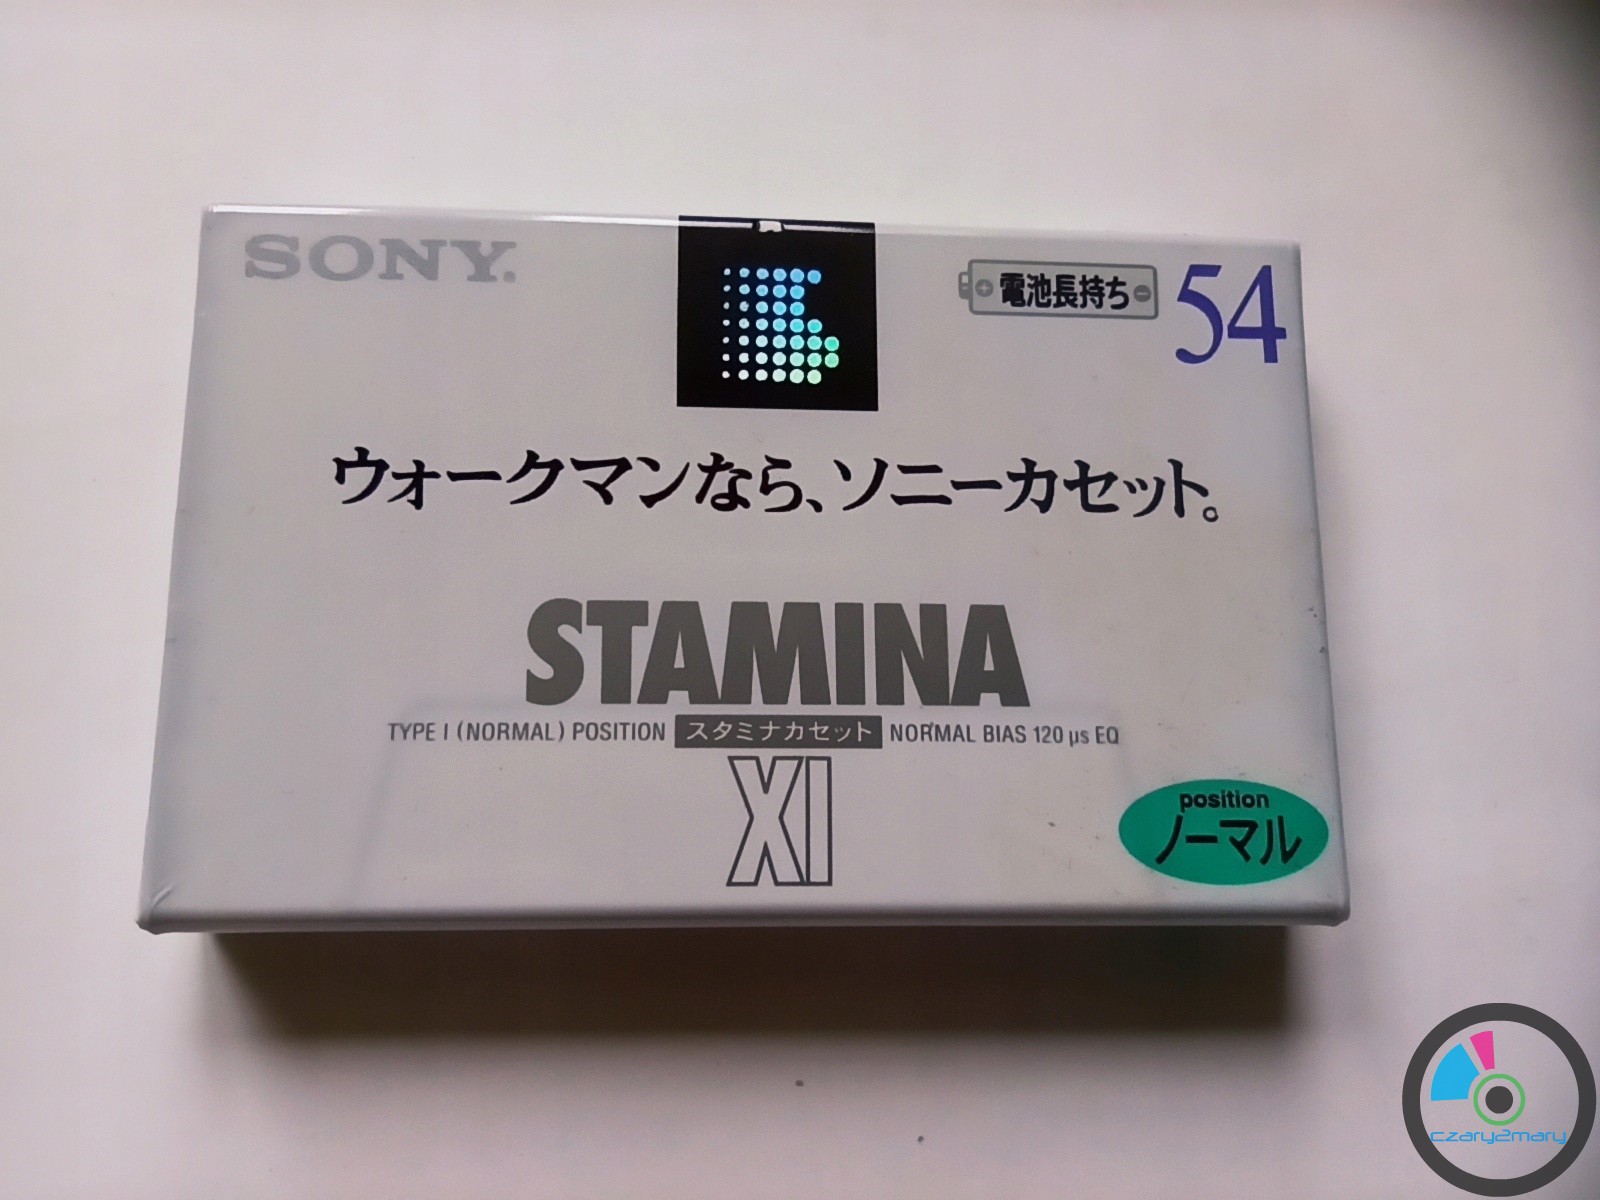 SONY.
電池長持ち
54
ウォークマンなら、ソニーカセット。
STAMINA
TYPE I (NORMAL) POSITION スタミナカセット NORMAL BIAS 120 μs EQ
XI
position
ノーマル
czary2mary